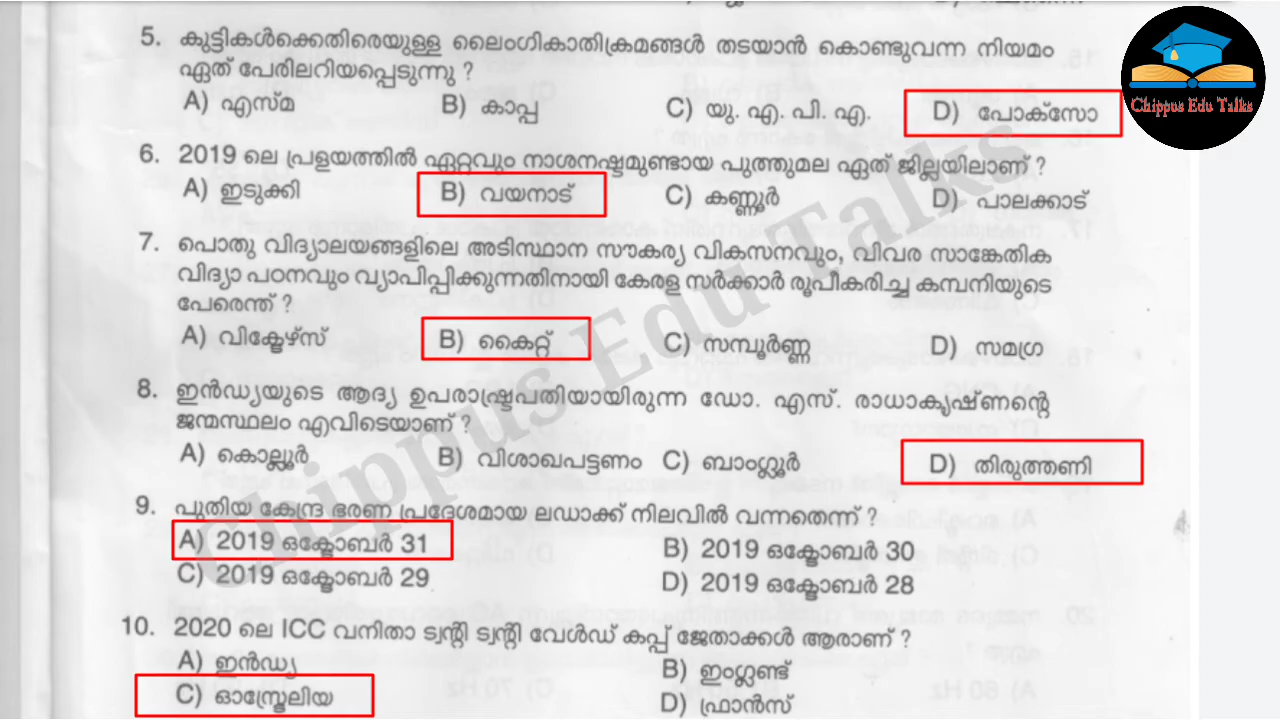 5. കുട്ടികൾക്കെതിരെയുള്ള ലൈംഗികാതിക്രമങ്ങൾ തടയാൻ കൊണ്ടുവന്ന നിയമം
ഏത് പേരിലറിയപ്പെടുന്നു ?
A) എസ്മ B) കാപ്പ C) യു. എ. പി. എ. D) പോക്സോ
6. 2019 ലെ പ്രളയത്തിൽ ഏറ്റവും നാശനഷ്ടമുണ്ടായ പുത്തുമല ഏത് ജില്ലയിലാണ് ?
A) ഇടുക്കി B) വയനാട് C) കണ്ണൂർ D) പാലക്കാട്
7. പൊതു വിദ്യാലയങ്ങളിലെ അടിസ്ഥാന സൗകര്യ വികസനവും, വിവര സാങ്കേതിക
വിദ്യാ പഠനവും വ്യാപിപ്പിക്കുന്നതിനായി കേരള സർക്കാർ രൂപീകരിച്ച കമ്പനിയുടെ
പേരെന്ത് ?
A) വിക്ടേഴ്സ് B) കൈറ്റ് C) സമ്പൂർണ്ണ D) സമഗ്ര
8. ഇൻഡ്യയുടെ ആദ്യ ഉപരാഷ്ട്രപതിയായിരുന്ന ഡോ. എസ്. രാധാകൃഷ്ണന്റെ
ജന്മസ്ഥലം എവിടെയാണ് ?
A) കൊല്ലൂർ B) വിശാഖപട്ടണം C) ബാംഗ്ലൂർ D) തിരുത്തണി
9. പുതിയ കേന്ദ്ര ഭരണ പ്രദേശമായ ലഡാക്ക് നിലവിൽ വന്നതെന്ന് ?
A) 2019 ഒക്ടോബർ 31 B) 2019 ഒക്ടോബർ 30
C) 2019 ഒക്ടോബർ 29 D) 2019 ഒക്ടോബർ 28
10. 2020 ലെ ICC വനിതാ ട്വന്റി ട്വന്റി വേൾഡ് കപ്പ് ജേതാക്കൾ ആരാണ് ?
A) ഇൻഡ്യ B) ഇംഗ്ലണ്ട്
C) ഓസ്ട്രേലിയ D) ഫ്രാൻസ്
Chippus Edu Talks
Chippus Edu Talks